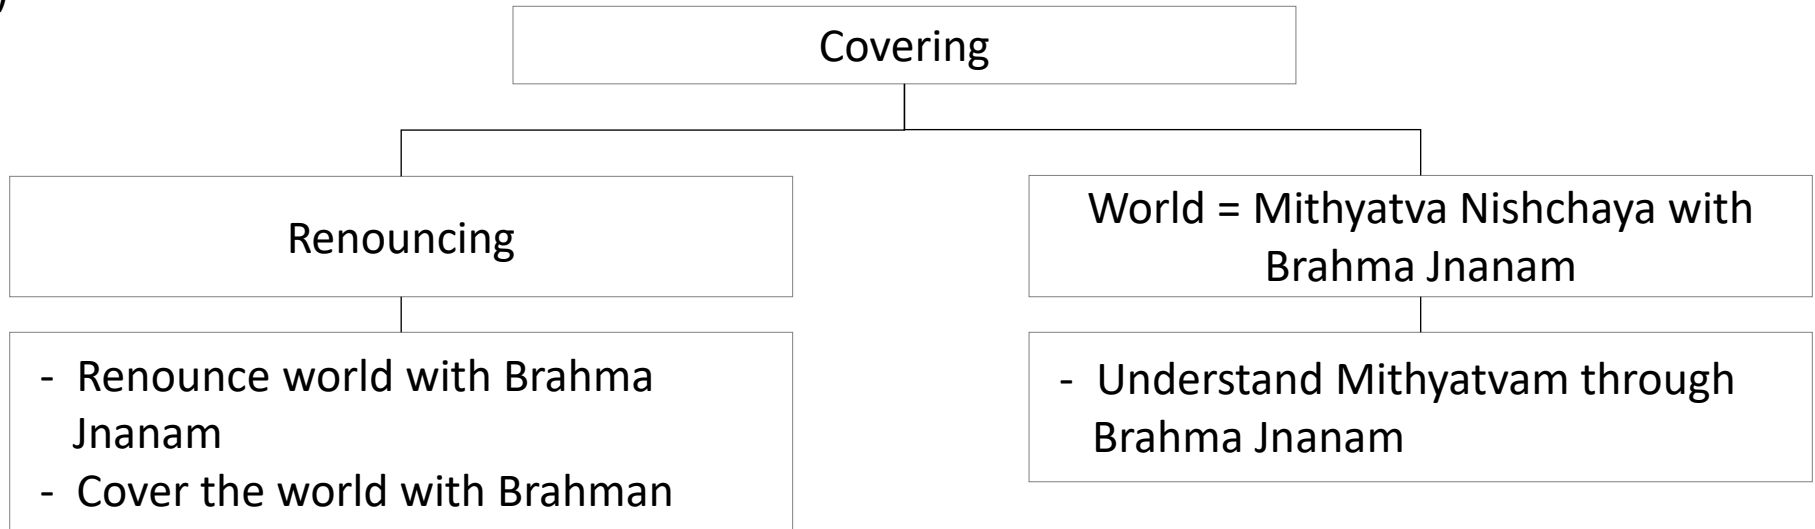 )
Covering
Renouncing
World = Mithyatva Nishchaya with
Brahma Jnanam
- Renounce world with Brahma
Jnanam
- Cover the world with Brahman
- Understand Mithyatvam through
Brahma Jnanam